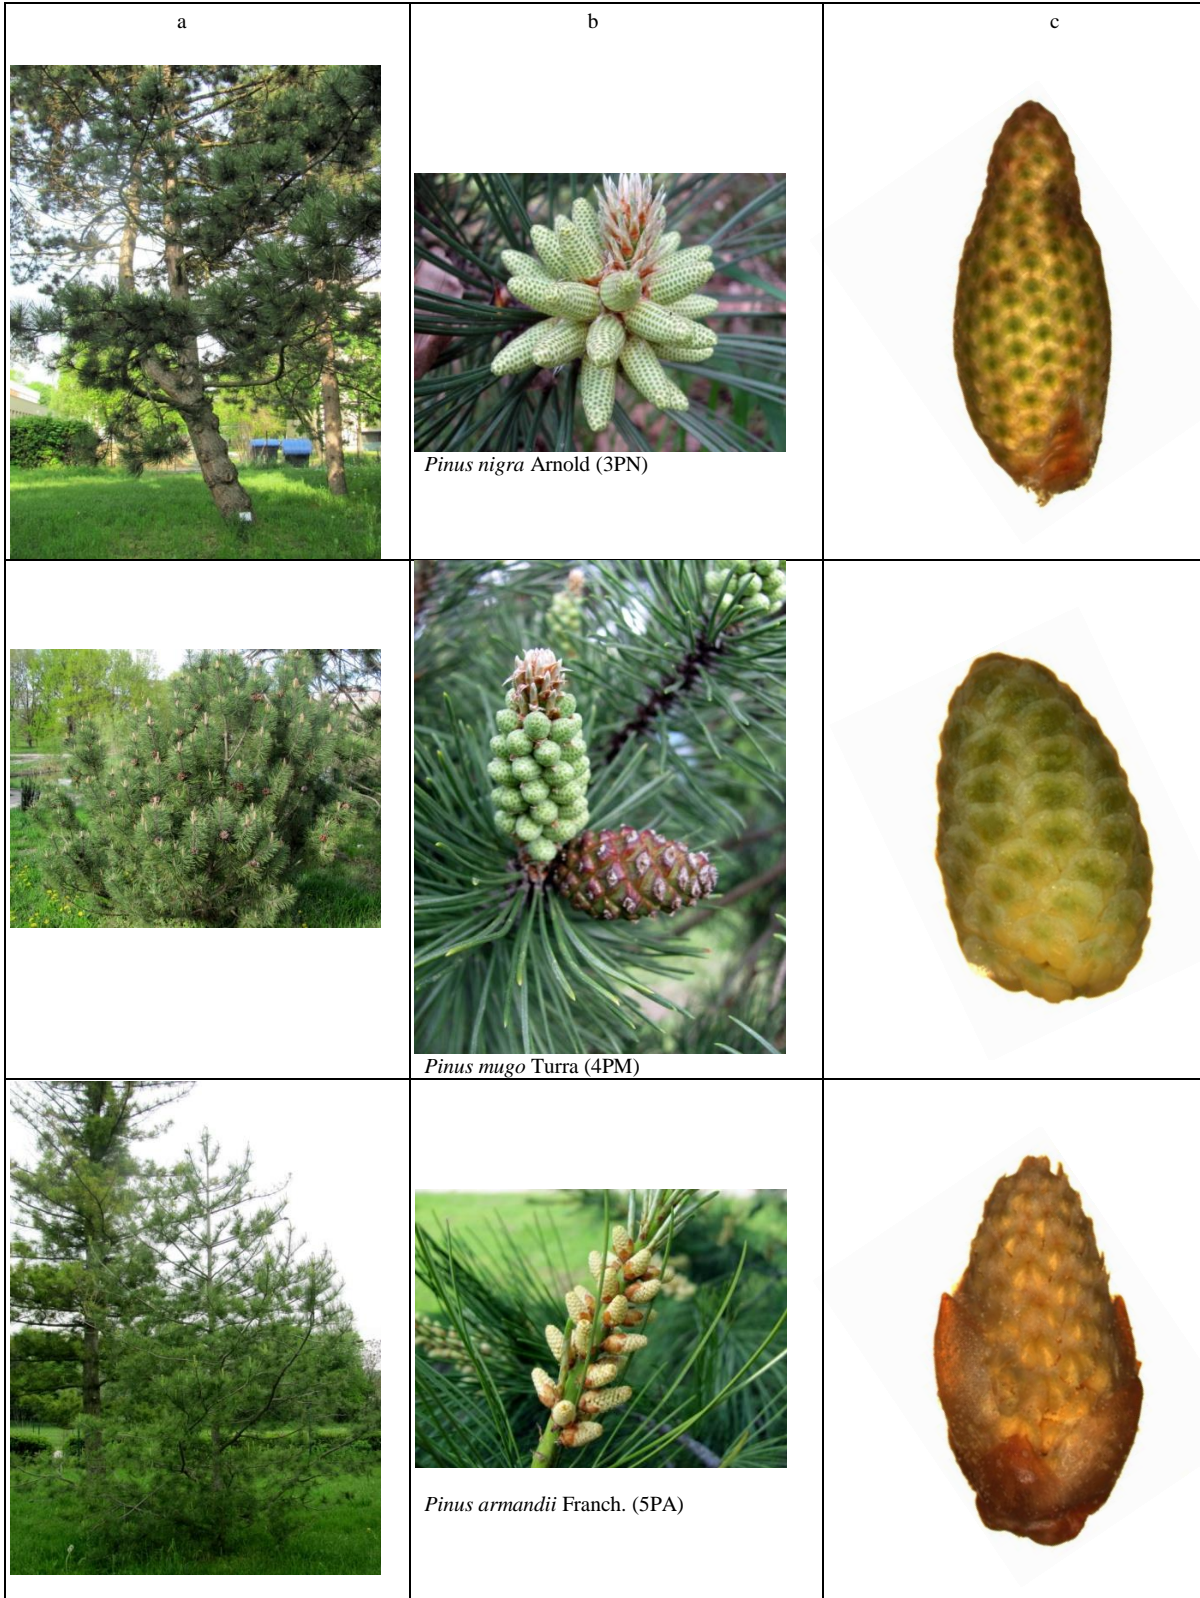 a
b
c
Pinus nigra Arnold (3PN)
Pinus mugo Turra (4PM)
Pinus armandii Franch. (5PA)